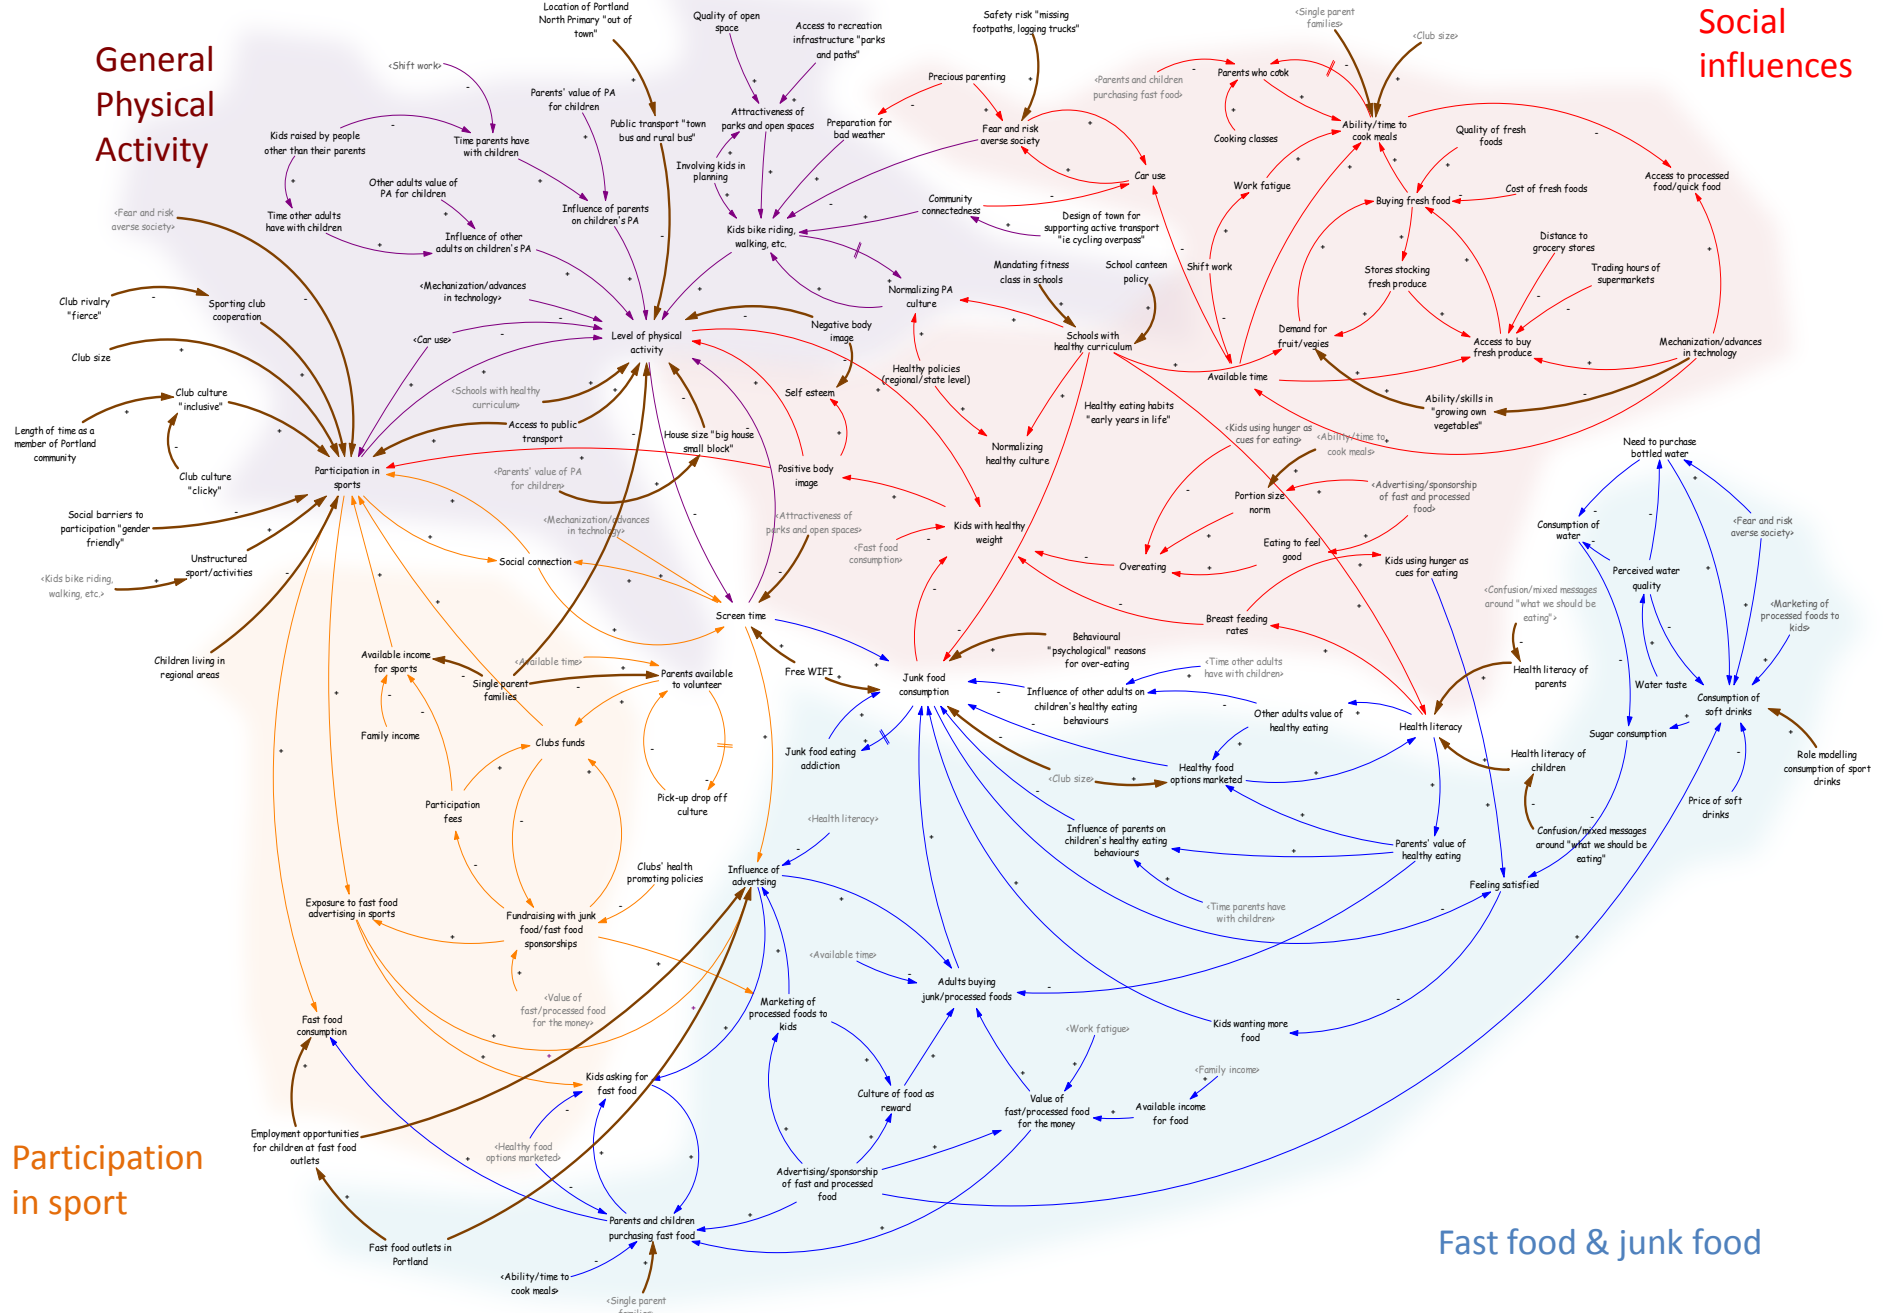 General
Physical
Activity
Social
influences
Participation
in sport
Fast food & junk food
Location of Portland
North Primary "out of
town"
Quality of open
space
Access to recreation
infrastructure "parks
and paths"
Safety risk "missing
footpaths, logging trucks"
<Single parent
families>
<Club size>
<Shift work>
Parents' value of PA
for children
Public transport "town
bus and rural bus"
Attractiveness of
parks and open spaces
Precious parenting
Preparation for
bad weather
Fear and risk
averse society
<Parents and children
purchasing fast food>
Parents who cook
Cooking classes
Ability/time to
cook meals
Quality of fresh
foods
Kids raised by people
other than their parents
Time parents have
with children
Involving kids in
planning
Car use
Work fatigue
Buying fresh food
Cost of fresh foods
Access to processed
food/quick food
Other adults value of
PA for children
Influence of parents
on children's PA
Community
connectedness
<Fear and risk
averse society>
Time other adults
have with children
Influence of other
adults on children's PA
Kids bike riding,
walking, etc.
Design of town for
supporting active transport
"ie cycling overpass"
Distance to
grocery stores
Mandating fitness
class in schools
School canteen
policy
Shift work
Stores stocking
fresh produce
Trading hours of
supermarkets
<Mechanization/advances
in technology>
Normalizing PA
culture
Club rivalry
"fierce"
Sporting club
cooperation
<Car use>
Level of physical
activity
Negative body
image
Schools with
healthy curriculum
Demand for
fruit/vegies
Access to buy
fresh produce
Mechanization/advances
in technology
Club size
Healthy policies
(regional/state level)
Available time
<Schools with healthy
curriculum>
Self esteem
Club culture
"inclusive"
Healthy eating habits
"early years in life"
Ability/skills in
"growing own
vegetables"
Length of time as a
member of Portland
community
Access to public
transport
House size "big house
small block"
Normalizing
healthy culture
<Kids using hunger as
cues for eating>
<Ability/time to
cook meals>
Need to purchase
bottled water
Club culture
"clicky"
Participation in
sports
<Parents' value of PA
for children>
Positive body
image
Portion size
norm
<Advertising/sponsorship
of fast and processed
food>
Social barriers to
participation "gender
friendly"
<Mechanization/advances
in technology>
<Attractiveness of
parks and open spaces>
Kids with healthy
weight
Consumption of
water
<Fear and risk
averse society>
Unstructured
sport/activities
Social connection
<Fast food
consumption>
Eating to feel
good
Overeating
Kids using hunger as
cues for eating
Perceived water
quality
<Kids bike riding,
walking, etc.>
<Confusion/mixed messages
around "what we should be
eating">
<Marketing of
processed foods to
kids>
Screen time
Breast feeding
rates
Children living in
regional areas
Available income
for sports
<Available time>
Single parent
families
Parents available
to volunteer
Free WIFI
Junk food
consumption
Behavioural
"psychological" reasons
for over-eating
<Time other adults
have with children>
Influence of other adults on
children's healthy eating
behaviours
Health literacy of
parents
Water taste
Consumption of
soft drinks
Family income
Clubs funds
Junk food eating
addiction
Other adults value of
healthy eating
Health literacy
Sugar consumption
Health literacy of
children
Role modelling
consumption of sport
drinks
<Club size>
Healthy food
options marketed
Participation
fees
Pick-up drop off
culture
<Health literacy>
Price of soft
drinks
Influence of parents on
children's healthy eating
behaviours
Parents' value of
healthy eating
Confusion/mixed messages
around "what we should be
eating"
Clubs' health
promoting policies
Influence of
advertsing
Feeling satisfied
Exposure to fast food
advertising in sports
Fundraising with junk
food/fast food
sponsorships
<Time parents have
with children>
<Available time>
<Value of
fast/processed food
for the money>
Adults buying
junk/processed foods
Marketing of
processed foods to
kids
Fast food
consumption
Kids wanting more
food
<Work fatigue>
Kids asking for
fast food
<Family income>
Culture of food as
reward
Value of
fast/processed food
for the money
Available income
for food
Employment opportunities
for children at fast food
outlets
<Healthy food
options marketed>
Advertising/sponsorship
of fast and processed
food
Parents and children
purchasing fast food
Fast food outlets in
Portland
<Ability/time to
cook meals>
<Single parent
families>